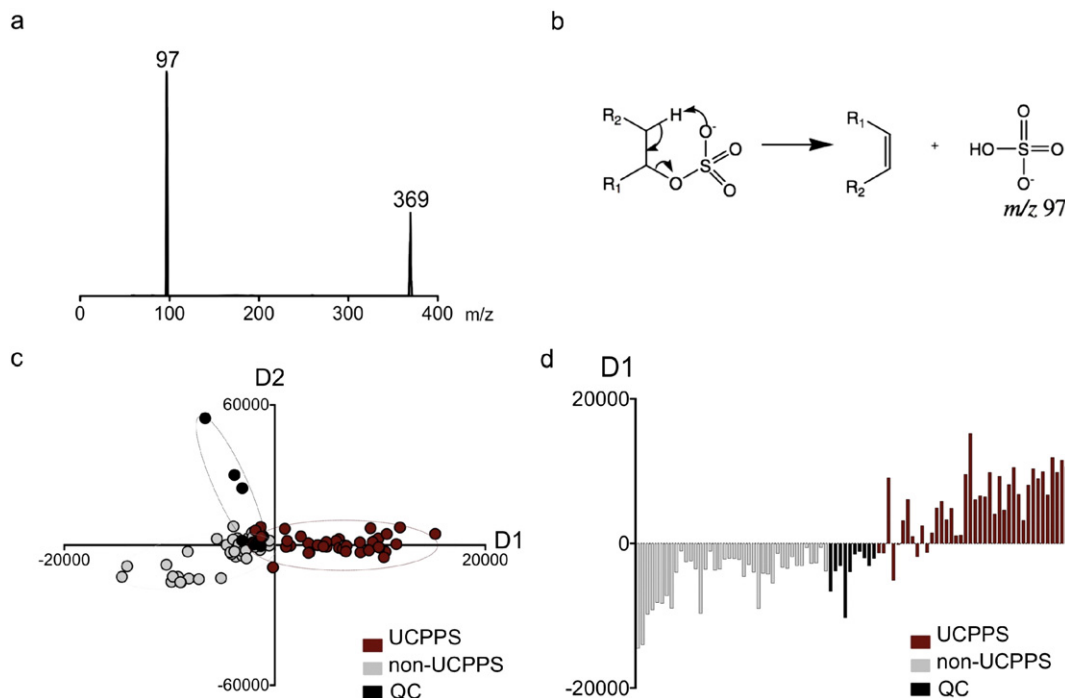 a
97
369
0
100
200
300
400
m/z
b
R2
H
O-
S
O
O
O
R1
R1
R2
+
O
HO
S
O
O-
m/z 97
c
D2
60000
-20000
D1
20000
-60000
UCPPS
non-UCPPS
QC
d
D1
20000
0
-20000
UCPPS
non-UCPPS
QC